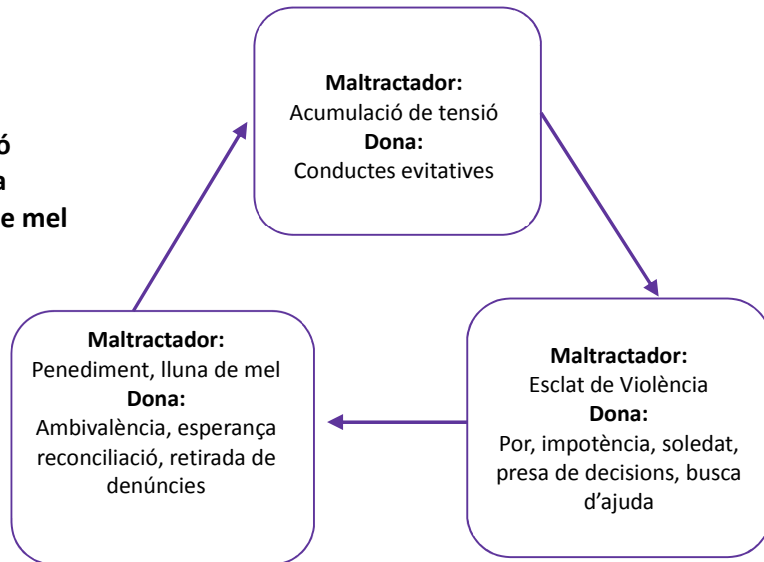 Maltractador:
Acumulació de tensió
Dona:
Conductes evitatives
ó
a
e mel
Maltractador:
Penediment, lluna de mel
Dona:
Ambivalència, esperança
reconciliació, retirada de
denúncies
Maltractador:
Esclat de Violència
Dona:
Por, impotència, soledat,
presa de decisions, busca
d’ajuda